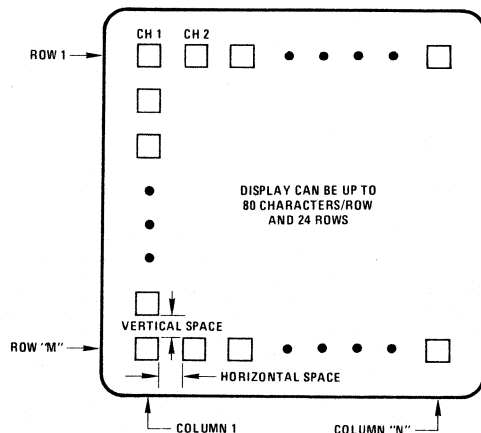 CH 1 CH 2
ROW 1
DISPLAY CAN BE UP TO
80 CHARACTERS/ROW
AND 24 ROWS
VERTICAL SPACE
ROW "M"
HORIZONTAL SPACE
COLUMN 1
COLUMN "N"